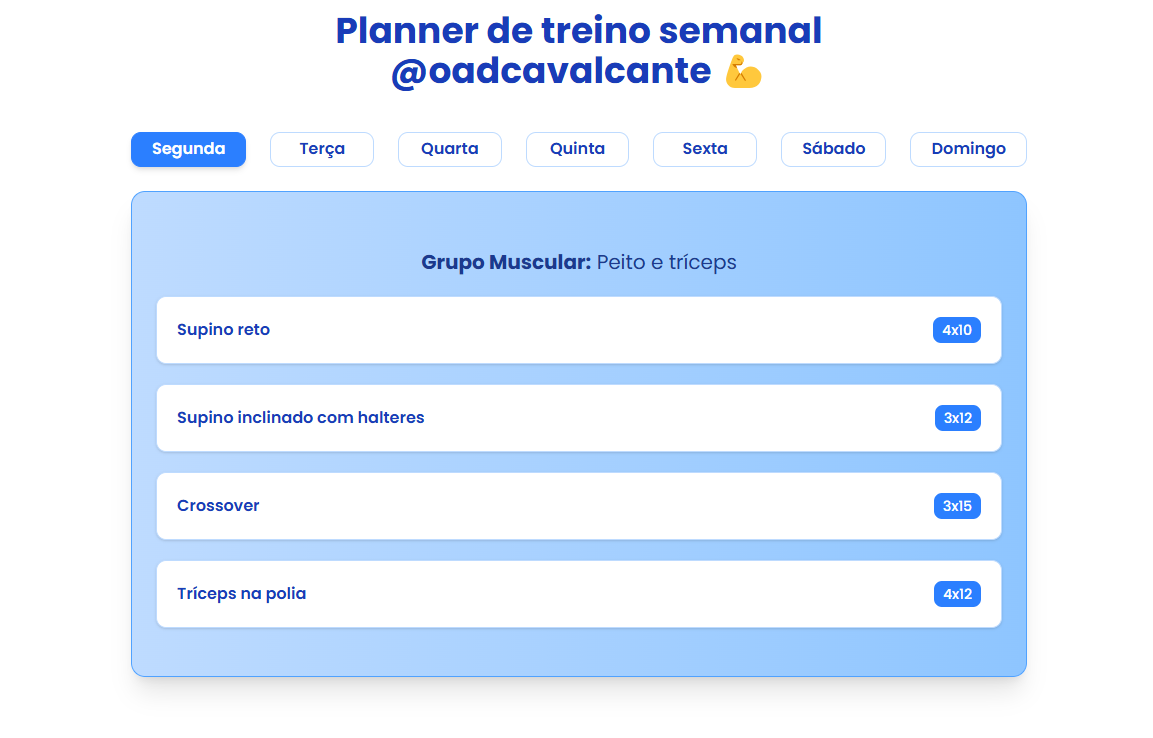 Planner de treino semanal
@oadcavalcante 💪
Segunda Terça Quarta Quinta Sexta Sábado Domingo
Grupo Muscular: Peito e tríceps
Supino reto 4x10
Supino inclinado com halteres 3x12
Crossover 3x15
Tríceps na polia 4x12